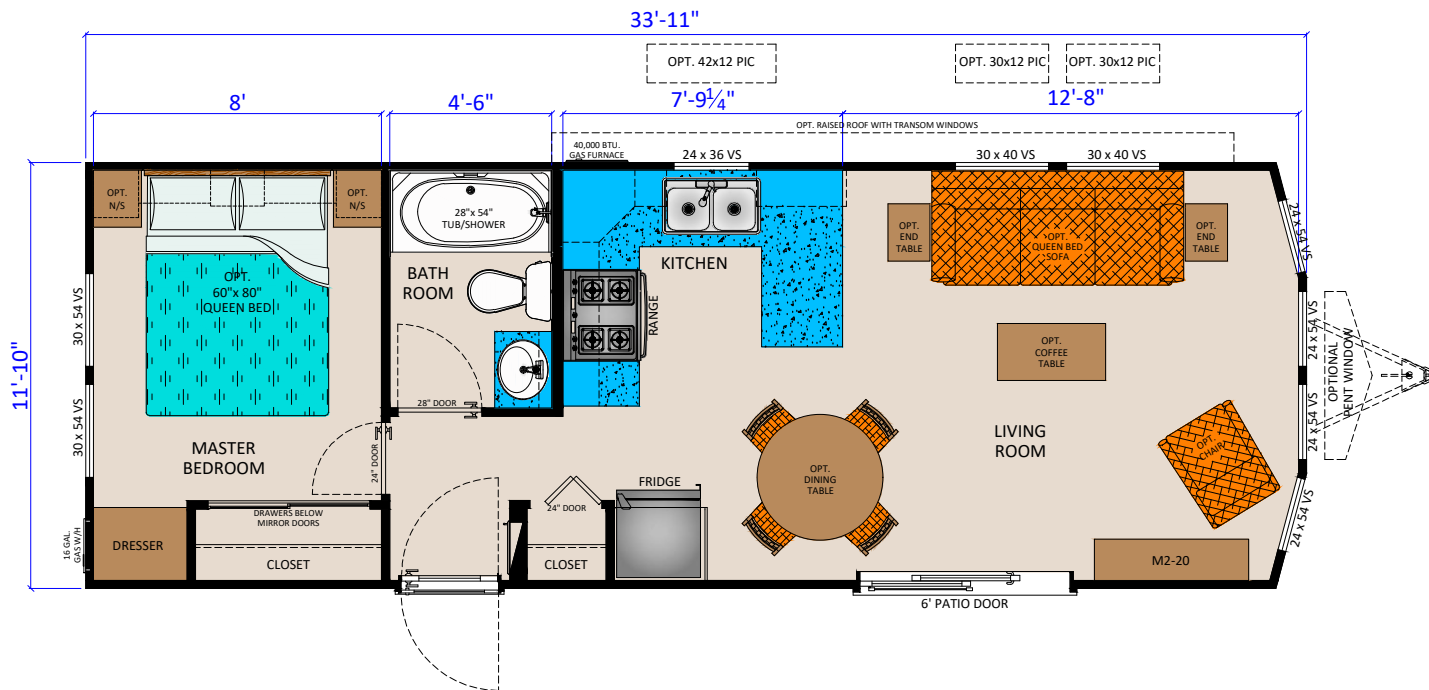 33'-11"
OPT. 42x12 PIC
OPT. 30x12 PIC
OPT. 30x12 PIC
8'
4'-6"
7'-9¼"
12'-8"
OPT. RAISED ROOF WITH TRANSOM WINDOWS
40,000 BTU.
GAS FURNACE
24 x 36 VS
30 x 40 VS
30 x 40 VS
11'-10"
OPT.
N/S
OPT.
N/S
28"x 54"
TUB/SHOWER
OPT.
END
TABLE
OPT.
QUEEN BED
SOFA
OPT.
END
TABLE
24 x 54 VS
BATH
ROOM
KITCHEN
OPT.
60"x 80"
QUEEN BED
30 x 54 VS
RANGE
24 x 54 VS
OPT.
COFFEE
TABLE
OPTIONAL
PENT WINDOW
30 x 54 VS
28" DOOR
24 x 54 VS
MASTER
BEDROOM
24" DOOR
LIVING
ROOM
OPT.
CHAIR
OPT.
DINING
TABLE
FRIDGE
24" DOOR
24 x 54 VS
DRAWERS BELOW
MIRROR DOORS
16 GAL.
GAS W/H
DRESSER
CLOSET
CLOSET
M2-20
6' PATIO DOOR